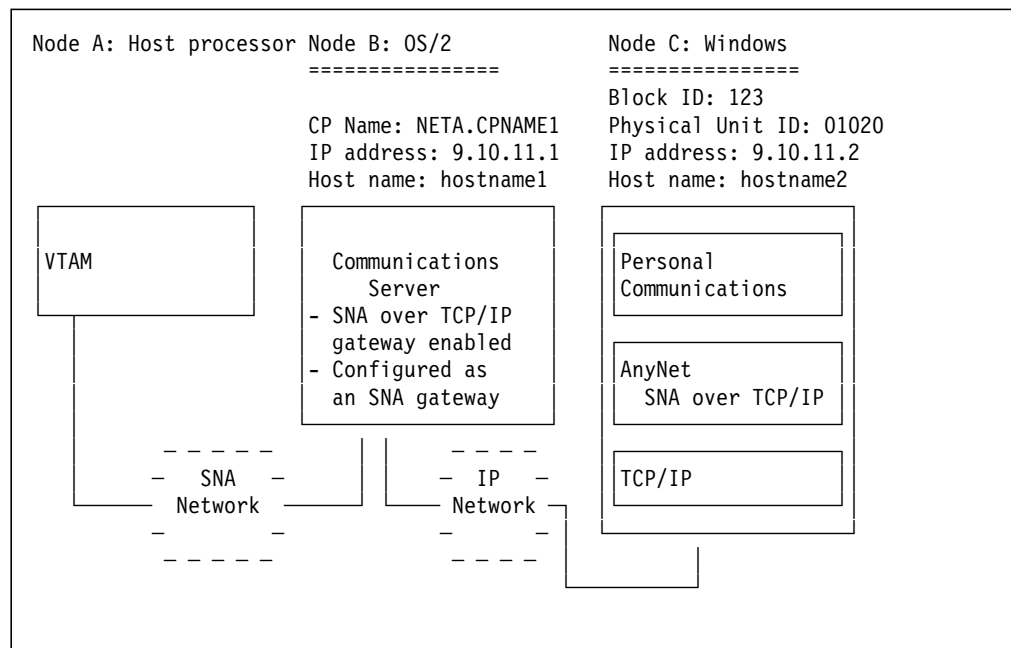 Node A: Host processor Node B: OS/2 Node C: Windows
================ ================
Block ID: 123
CP Name: NETA.CPNAME1 Physical Unit ID: 01020
IP address: 9.10.11.1 IP address: 9.10.11.2
Host name: hostname1 Host name: hostname2
VTAM
Communications
Server
- SNA over TCP/IP
gateway enabled
- Configured as
an SNA gateway
Personal
Communications
AnyNet
SNA over TCP/IP
TCP/IP
SNA
Network
IP
Network